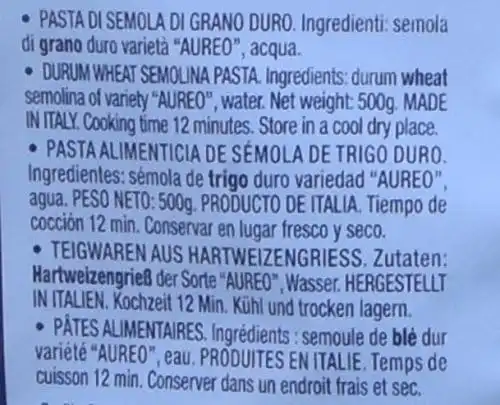 • PASTA DI SEMOLA DI GRANO DURO. Ingredienti: semola
di grano duro varietà “AUREO”, acqua.
• DURUM WHEAT SEMOLINA PASTA. Ingredients: durum wheat
semolina of variety “AUREO”, water. Net weight: 500g. MADE
IN ITALY. Cooking time 12 minutes. Store in a cool dry place.
• PASTA ALIMENTICIA DE SÉMOLA DE TRIGO DURO.
Ingredientes: sémola de trigo duro variedad “AUREO”,
agua. PESO NETO: 500g. PRODUCTO DE ITALIA. Tiempo de
cocción 12 min. Conservar en lugar fresco y seco.
• TEIGWAREN AUS HARTWEIZENGRIESS. Zutaten:
Hartweizengrieß der Sorte “AUREO”, Wasser. HERGESTELLT
IN ITALIEN. Kochzeit 12 Min. Kühl und trocken lagern.
• PÂTES ALIMENTAIRES. Ingrédients : semoule de blé dur
variété “AUREO”, eau. PRODUITES EN ITALIE. Temps de
cuisson 12 min. Conserver dans un endroit frais et sec.